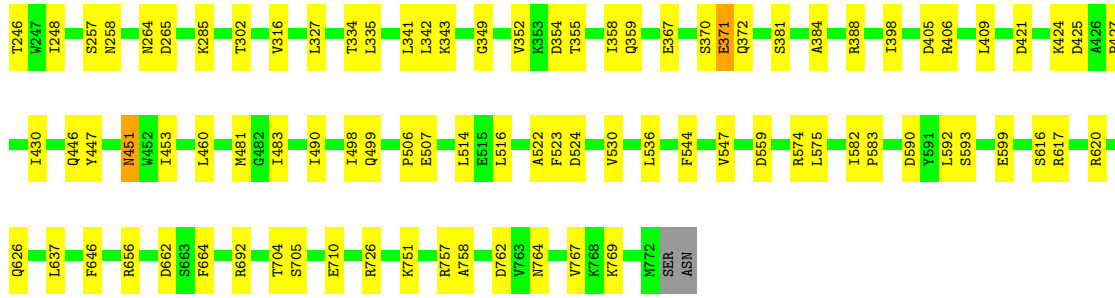 T246 W247 I248 S257 N258 N264 D265 K285 T302 V316 L327 T334 L335 L341 L342 K343 G349 V352 K353 D354 T355 I358 Q359 E367 S370 E371 Q372 S381 A384 R388 I398 D405 R406 L409 D421 K424 D425 A426
I430 Q446 Y447 N451 W452 I453 L460 M481 G482 I483 I490 I498 Q499 P506 E507 L514 E515 L516 A522 F523 D524 V530 L536 F544 V547 D559 R574 L575 I582 P583 D590 Y591 L592 S593 E599 S616 R617 R620
Q626 L637 F646 R656 D662 S663 F664 R692 T704 S705 E710 R726 K751 R757 A758 D762 V763 N764 V767 K768 K769 M772 SER ASN